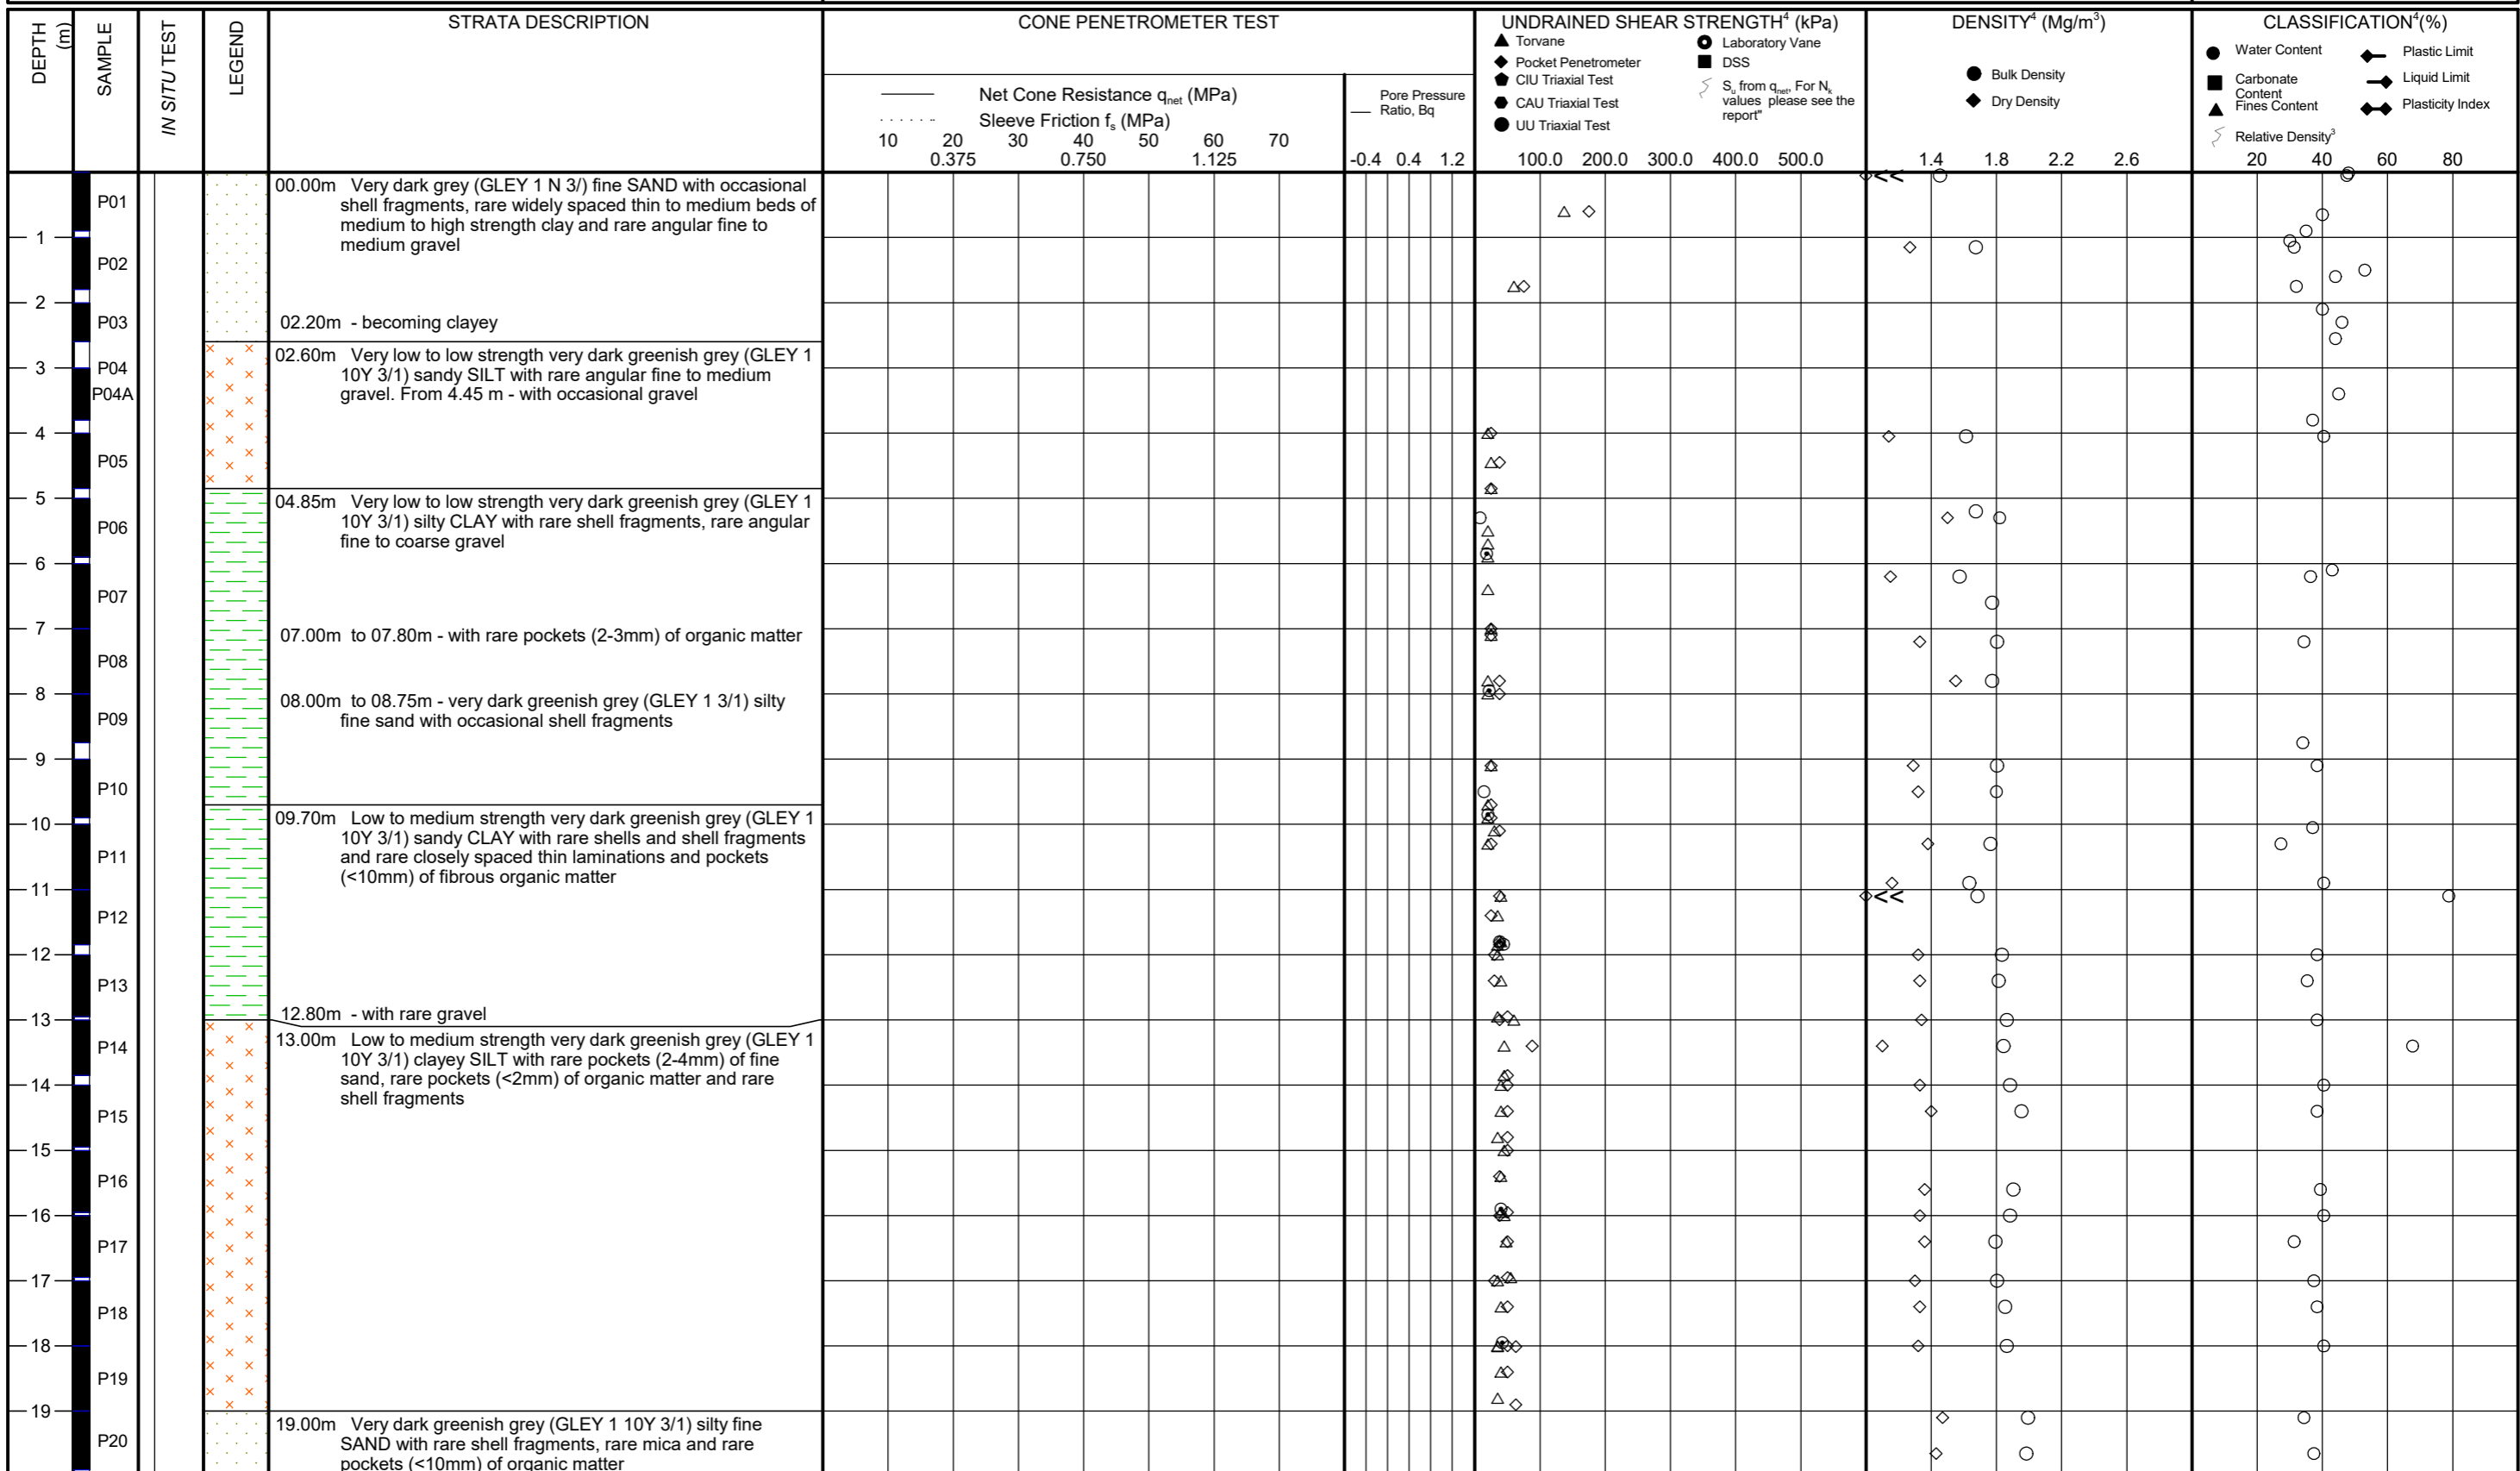 DEPTH (m)
SAMPLE
IN SITU TEST
LEGEND
STRATA DESCRIPTION
CONE PENETROMETER TEST
Net Cone Resistance qnet (MPa)
Sleeve Friction fs (MPa)
10 20 30 40 50 60 70
0.375 0.750 1.125
Pore Pressure
Ratio, Bq
-0.4 0.4 1.2
UNDRAINED SHEAR STRENGTH⁴ (kPa)
Torvane
Pocket Penetrometer
CIU Triaxial Test
CAU Triaxial Test
UU Triaxial Test
Laboratory Vane
DSS
Su from qnet, For Nk
values please see the
report"
100.0 200.0 300.0 400.0 500.0
DENSITY⁴ (Mg/m³)
Bulk Density
Dry Density
1.4 1.8 2.2 2.6
CLASSIFICATION⁴(%)
Water Content
Carbonate
Content
Fines Content
Relative Density³
Plastic Limit
Liquid Limit
Plasticity Index
20 40 60 80
00.00m Very dark grey (GLEY 1 N 3/) fine SAND with occasional
shell fragments, rare widely spaced thin to medium beds of
medium to high strength clay and rare angular fine to
medium gravel
02.20m - becoming clayey
02.60m Very low to low strength very dark greenish grey (GLEY 1
10Y 3/1) sandy SILT with rare angular fine to medium
gravel. From 4.45 m - with occasional gravel
04.85m Very low to low strength very dark greenish grey (GLEY 1
10Y 3/1) silty CLAY with rare shell fragments, rare angular
fine to coarse gravel
07.00m to 07.80m - with rare pockets (2-3mm) of organic matter
08.00m to 08.75m - very dark greenish grey (GLEY 1 3/1) silty
fine sand with occasional shell fragments
09.70m Low to medium strength very dark greenish grey (GLEY 1
10Y 3/1) sandy CLAY with rare shells and shell fragments
and rare closely spaced thin laminations and pockets
(<10mm) of fibrous organic matter
12.80m - with rare gravel
13.00m Low to medium strength very dark greenish grey (GLEY 1
10Y 3/1) clayey SILT with rare pockets (2-4mm) of fine
sand, rare pockets (<2mm) of organic matter and rare
shell fragments
19.00m Very dark greenish grey (GLEY 1 10Y 3/1) silty fine
SAND with rare shell fragments, rare mica and rare
pockets (<10mm) of organic matter
P01
1
P02
2
P03
3
P04
P04A
4
P05
5
P06
6
P07
7
P08
8
P09
9
P10
10
P11
11
P12
12
P13
13
P14
14
P15
15
P16
16
P17
17
P18
18
P19
19
P20
<<
<<